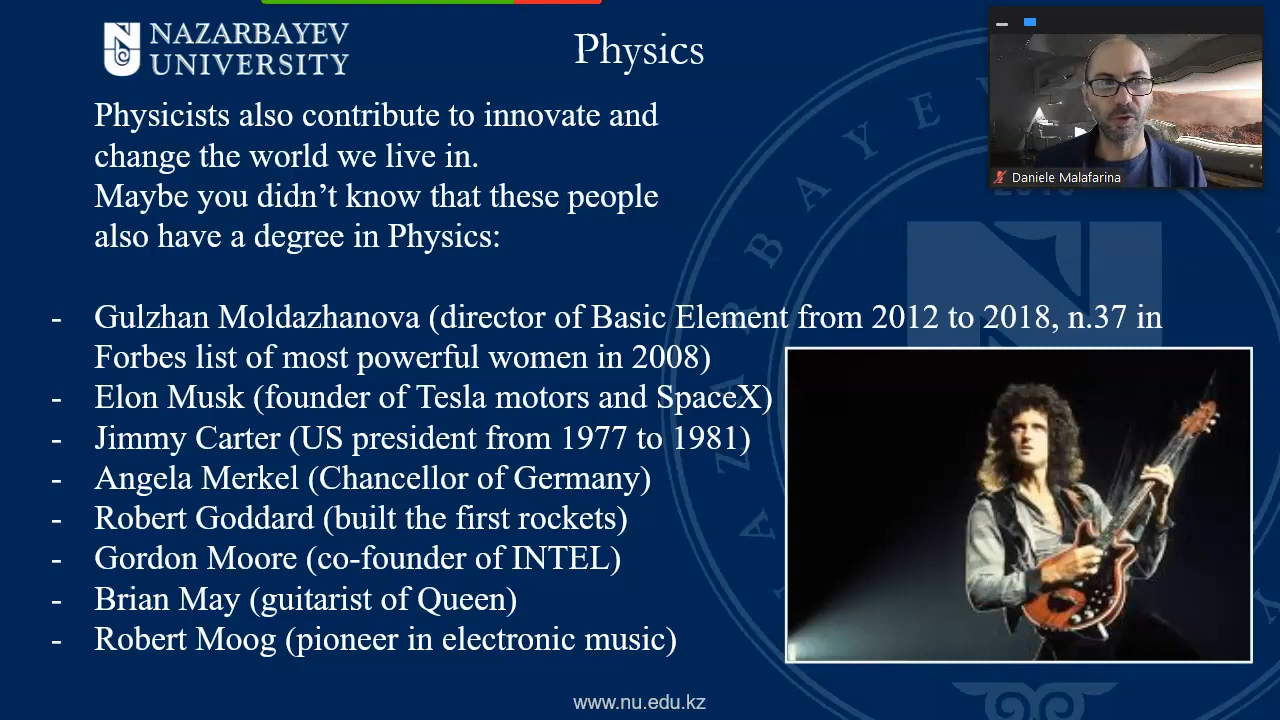 NAZARBAYEV
UNIVERSITY
Physics
Physicists also contribute to innovate and
change the world we live in.
Maybe you didn’t know that these people
also have a degree in Physics:
- Gulzhan Moldazhanova (director of Basic Element from 2012 to 2018, n.37 in
Forbes list of most powerful women in 2008)
- Elon Musk (founder of Tesla motors and SpaceX)
- Jimmy Carter (US president from 1977 to 1981)
- Angela Merkel (Chancellor of Germany)
- Robert Goddard (built the first rockets)
- Gordon Moore (co-founder of INTEL)
- Brian May (guitarist of Queen)
- Robert Moog (pioneer in electronic music)
Daniele Malafarina
www.nu.edu.kz